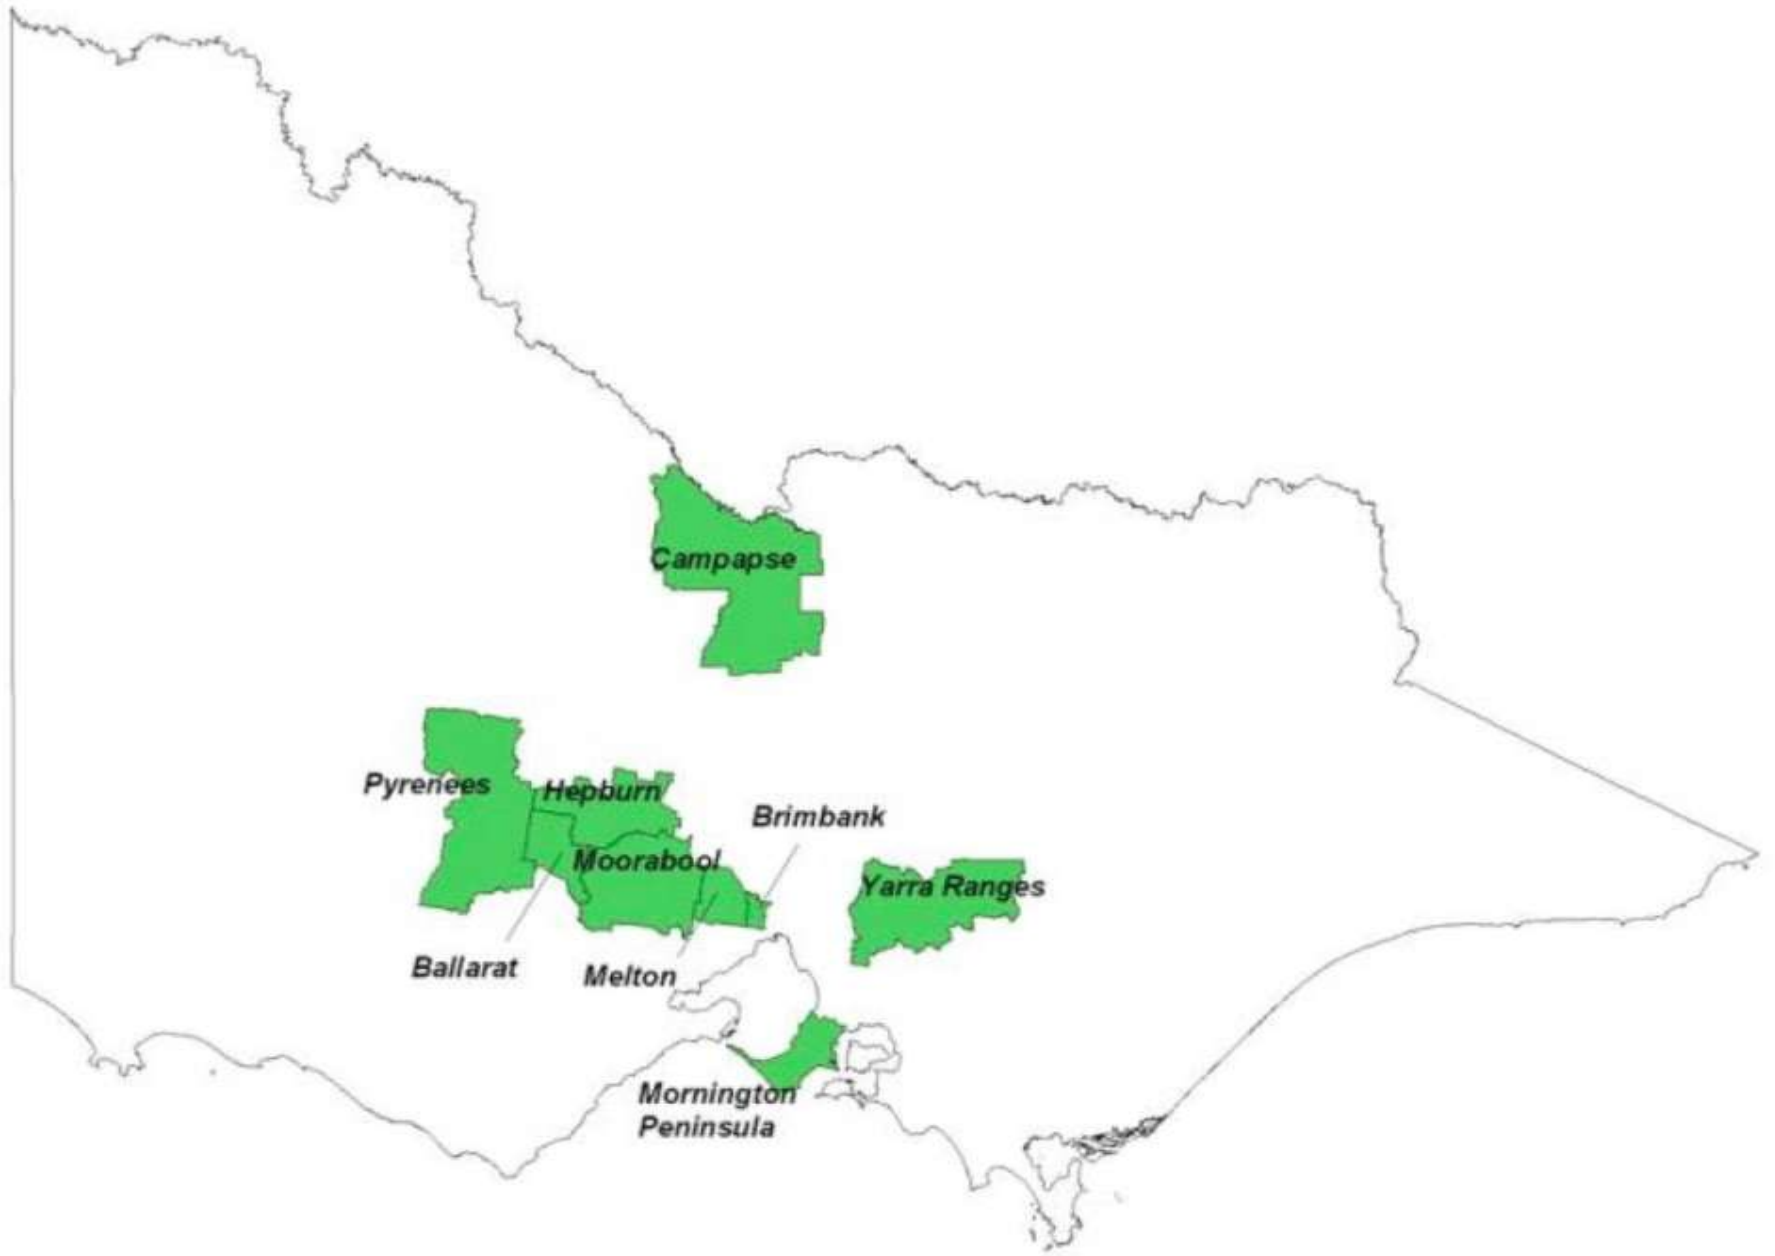 Campapse
Pyrenees
Hepburn
Brimbank
Moorabool
Yarra Ranges
Ballarat
Melton
Mornington
Peninsula